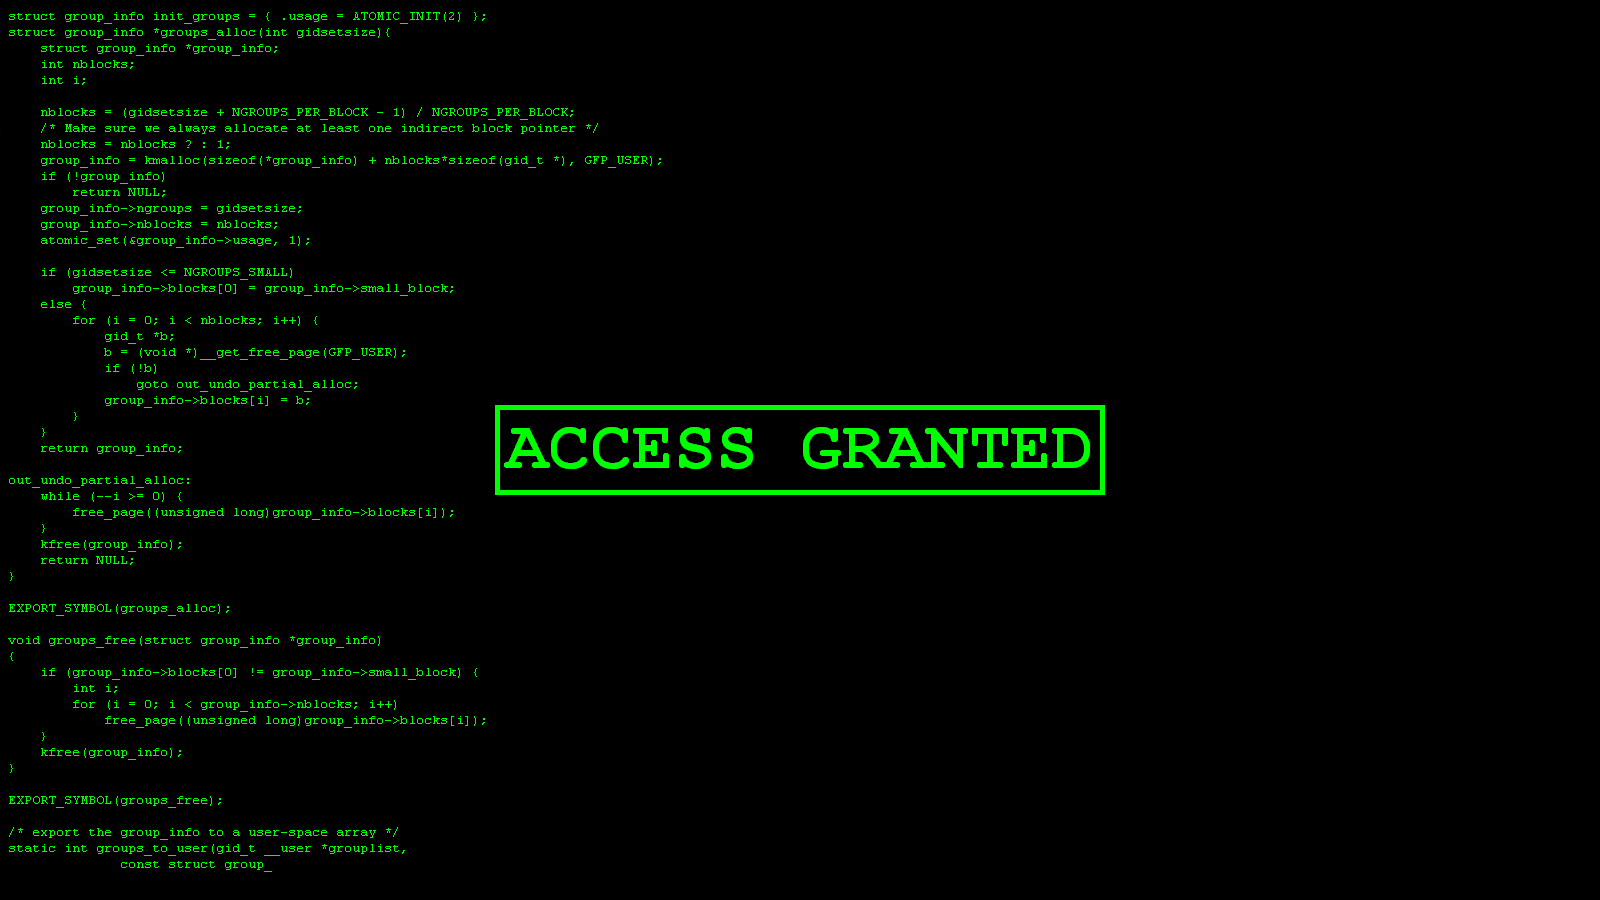 struct group_info init_groups = { .usage = ATOMIC_INIT(2) };
struct group_info *groups_alloc(int gidsetsize){
    struct group_info *group_info;
    int nblocks;
    int i;

    nblocks = (gidsetsize + NGROUPS_PER_BLOCK - 1) / NGROUPS_PER_BLOCK;
    /* Make sure we always allocate at least one indirect block pointer */
    nblocks = nblocks ? : 1;
    group_info = kmalloc(sizeof(*group_info) + nblocks*sizeof(gid_t *), GFP_USER);
    if (!group_info)
        return NULL;
    group_info->ngroups = gidsetsize;
    group_info->nblocks = nblocks;
    atomic_set(&group_info->usage, 1);

    if (gidsetsize <= NGROUPS_SMALL)
        group_info->blocks[0] = group_info->small_block;
    else {
        for (i = 0; i < nblocks; i++) {
            gid_t *b;
            b = (void *)__get_free_page(GFP_USER);
            if (!b)
                goto out_undo_partial_alloc;
            group_info->blocks[i] = b;
        }
    }
    return group_info;

ACCESS GRANTED

out_undo_partial_alloc:
    while (--i >= 0) {
        free_page((unsigned long)group_info->blocks[i]);
    }
    kfree(group_info);
    return NULL;
}

EXPORT_SYMBOL(groups_alloc);

void groups_free(struct group_info *group_info)
{
    if (group_info->blocks[0] != group_info->small_block) {
        int i;
        for (i = 0; i < group_info->nblocks; i++)
            free_page((unsigned long)group_info->blocks[i]);
    }
    kfree(group_info);
}

EXPORT_SYMBOL(groups_free);

/* export the group_info to a user-space array */
static int groups_to_user(gid_t __user *grouplist,
              const struct group_